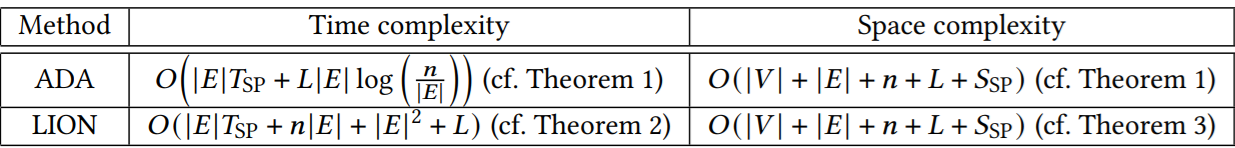 Method Time complexity Space complexity
ADA O(|E|T_SP + L|E| log(n/|E|)) (cf. Theorem 1) O(|V| + |E| + n + L + S_SP) (cf. Theorem 1)
LION O(|E|T_SP + n|E| + |E|² + L) (cf. Theorem 2) O(|V| + |E| + n + L + S_SP) (cf. Theorem 3)